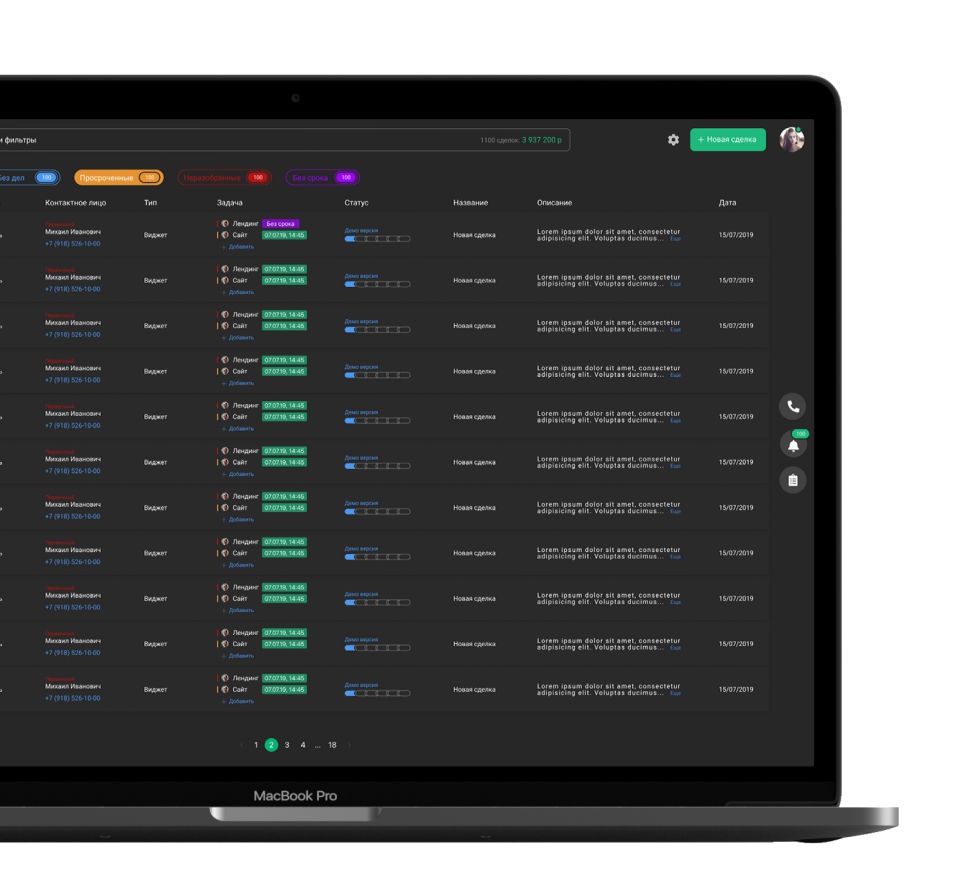 и фильтры
1100 сделок: 3 937 200 р
+ Новая сделка
Без дел 100
Просроченные 100
Неразобранные 100
Без срока 100
Контактное лицо Тип Задача Статус Название Описание Дата
Первичный
Михаил Иванович
+7 (918) 526-10-00
Виджет
Лендинг Без срока
Сайт 07.07.19, 14:45
+ Добавить
Демо версия
Новая сделка
Lorem ipsum dolor sit amet, consectetur
adipisicing elit. Voluptas ducimus... Еще
15/07/2019
Первичный
Михаил Иванович
+7 (918) 526-10-00
Виджет
Лендинг 07.07.19, 14:45
Сайт 07.07.19, 14:45
+ Добавить
Демо версия
Новая сделка
Lorem ipsum dolor sit amet, consectetur
adipisicing elit. Voluptas ducimus... Еще
15/07/2019
Первичный
Михаил Иванович
+7 (918) 526-10-00
Виджет
Лендинг 07.07.19, 14:45
Сайт 07.07.19, 14:45
+ Добавить
Демо версия
Новая сделка
Lorem ipsum dolor sit amet, consectetur
adipisicing elit. Voluptas ducimus... Еще
15/07/2019
Первичный
Михаил Иванович
+7 (918) 526-10-00
Виджет
Лендинг 07.07.19, 14:45
Сайт 07.07.19, 14:45
+ Добавить
Демо версия
Новая сделка
Lorem ipsum dolor sit amet, consectetur
adipisicing elit. Voluptas ducimus... Еще
15/07/2019
Первичный
Михаил Иванович
+7 (918) 526-10-00
Виджет
Лендинг 07.07.19, 14:45
Сайт 07.07.19, 14:45
+ Добавить
Демо версия
Новая сделка
Lorem ipsum dolor sit amet, consectetur
adipisicing elit. Voluptas ducimus... Еще
15/07/2019
100
Первичный
Михаил Иванович
+7 (918) 526-10-00
Виджет
Лендинг 07.07.19, 14:45
Сайт 07.07.19, 14:45
+ Добавить
Демо версия
Новая сделка
Lorem ipsum dolor sit amet, consectetur
adipisicing elit. Voluptas ducimus... Еще
15/07/2019
Первичный
Михаил Иванович
+7 (918) 526-10-00
Виджет
Лендинг 07.07.19, 14:45
Сайт 07.07.19, 14:45
+ Добавить
Демо версия
Новая сделка
Lorem ipsum dolor sit amet, consectetur
adipisicing elit. Voluptas ducimus... Еще
15/07/2019
Первичный
Михаил Иванович
+7 (918) 526-10-00
Виджет
Лендинг 07.07.19, 14:45
Сайт 07.07.19, 14:45
+ Добавить
Демо версия
Новая сделка
Lorem ipsum dolor sit amet, consectetur
adipisicing elit. Voluptas ducimus... Еще
15/07/2019
Первичный
Михаил Иванович
+7 (918) 526-10-00
Виджет
Лендинг 07.07.19, 14:45
Сайт 07.07.19, 14:45
+ Добавить
Демо версия
Новая сделка
Lorem ipsum dolor sit amet, consectetur
adipisicing elit. Voluptas ducimus... Еще
15/07/2019
Первичный
Михаил Иванович
+7 (918) 526-10-00
Виджет
Лендинг 07.07.19, 14:45
Сайт 07.07.19, 14:45
+ Добавить
Демо версия
Новая сделка
Lorem ipsum dolor sit amet, consectetur
adipisicing elit. Voluptas ducimus... Еще
15/07/2019
Первичный
Михаил Иванович
+7 (918) 526-10-00
Виджет
Лендинг 07.07.19, 14:45
Сайт 07.07.19, 14:45
+ Добавить
Демо версия
Новая сделка
Lorem ipsum dolor sit amet, consectetur
adipisicing elit. Voluptas ducimus... Еще
15/07/2019
1 2 3 4 ... 18
MacBook Pro